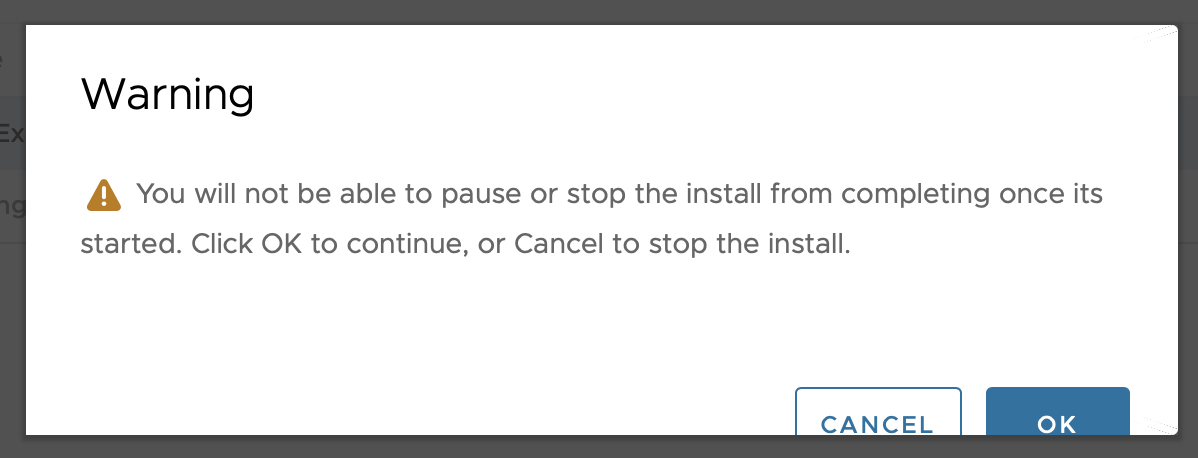 Warning
You will not be able to pause or stop the install from completing once its
started. Click OK to continue, or Cancel to stop the install.
CANCEL OK